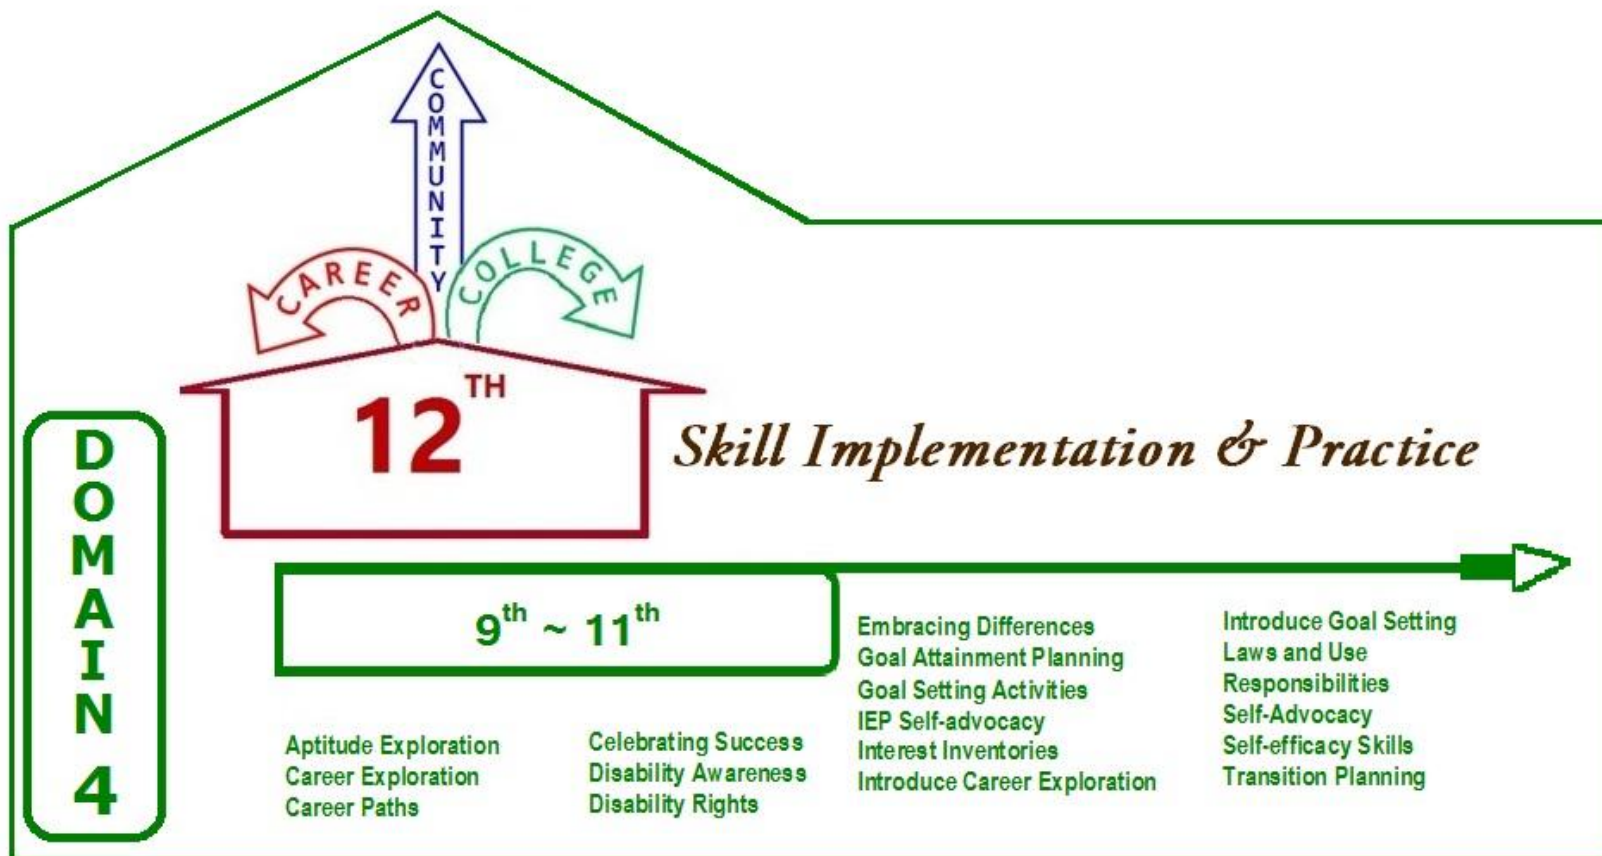 COMMUNITY
CAREER
COLLEGE
12TH
Skill Implementation & Practice
DOMAIN 4
9th ~ 11th
Aptitude Exploration
Career Exploration
Career Paths
Celebrating Success
Disability Awareness
Disability Rights
Embracing Differences
Goal Attainment Planning
Goal Setting Activities
IEP Self-advocacy
Interest Inventories
Introduce Career Exploration
Introduce Goal Setting
Laws and Use
Responsibilities
Self-Advocacy
Self-efficacy Skills
Transition Planning